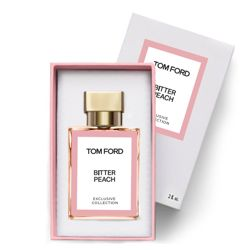 TOM FORD
BITTER
PEACH
EXCLUSIVE
COLLECTION
TOM FORD
BITTER
PEACH
EXCLUSIVE
COLLECTION